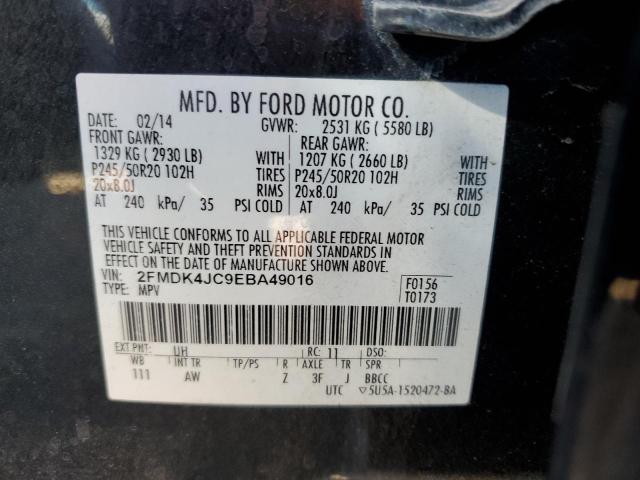 MFD. BY FORD MOTOR CO.
DATE: 02/14 GVWR: 2531 KG ( 5580 LB)
FRONT GAWR: REAR GAWR:
1329 KG ( 2930 LB) WITH 1207 KG ( 2660 LB) WITH
P245/50R20 102H TIRES P245/50R20 102H TIRES
20x8.0J RIMS 20x8.0J RIMS
AT 240 kPa/ 35 PSI COLD AT 240 kPa/ 35 PSI COLD
THIS VEHICLE CONFORMS TO ALL APPLICABLE FEDERAL MOTOR
VEHICLE SAFETY AND THEFT PREVENTION STANDARDS IN
EFFECT ON THE DATE OF MANUFACTURE SHOWN ABOVE.
VIN: 2FMDK4JC9EBA49016 F0156
TYPE: MPV T0173
EXT PNT: UH RC: 11 DSO:
WB INT TR TP/PS R AXLE TR SPR
111 AW Z 3F J BBCC
UTC ▽5U5A-1520472-BA